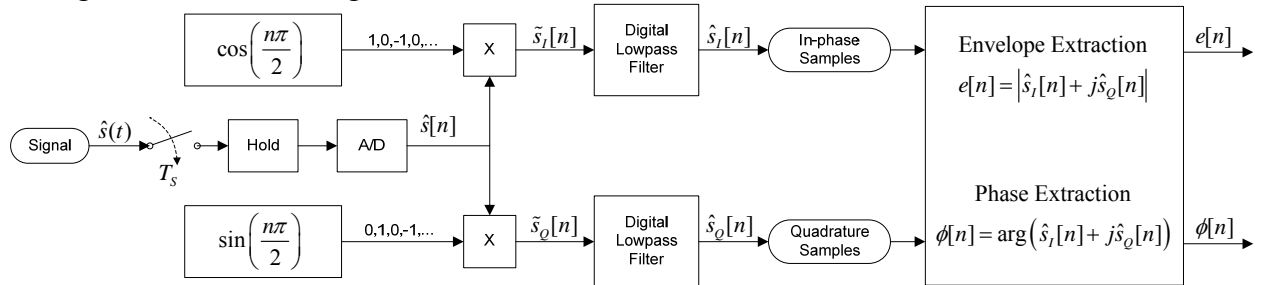 cos(nπ/2)
1,0,-1,0,...
X
s̃_I[n]
Digital
Lowpass
Filter
ŝ_I[n]
In-phase
Samples
Envelope Extraction
e[n] = |ŝ_I[n] + jŝ_Q[n]|
e[n]
Signal
ŝ(t)
T_S
Hold
A/D
ŝ[n]
sin(nπ/2)
0,1,0,-1,...
X
s̃_Q[n]
Digital
Lowpass
Filter
ŝ_Q[n]
Quadrature
Samples
Phase Extraction
ϕ[n] = arg(ŝ_I[n] + jŝ_Q[n])
ϕ[n]